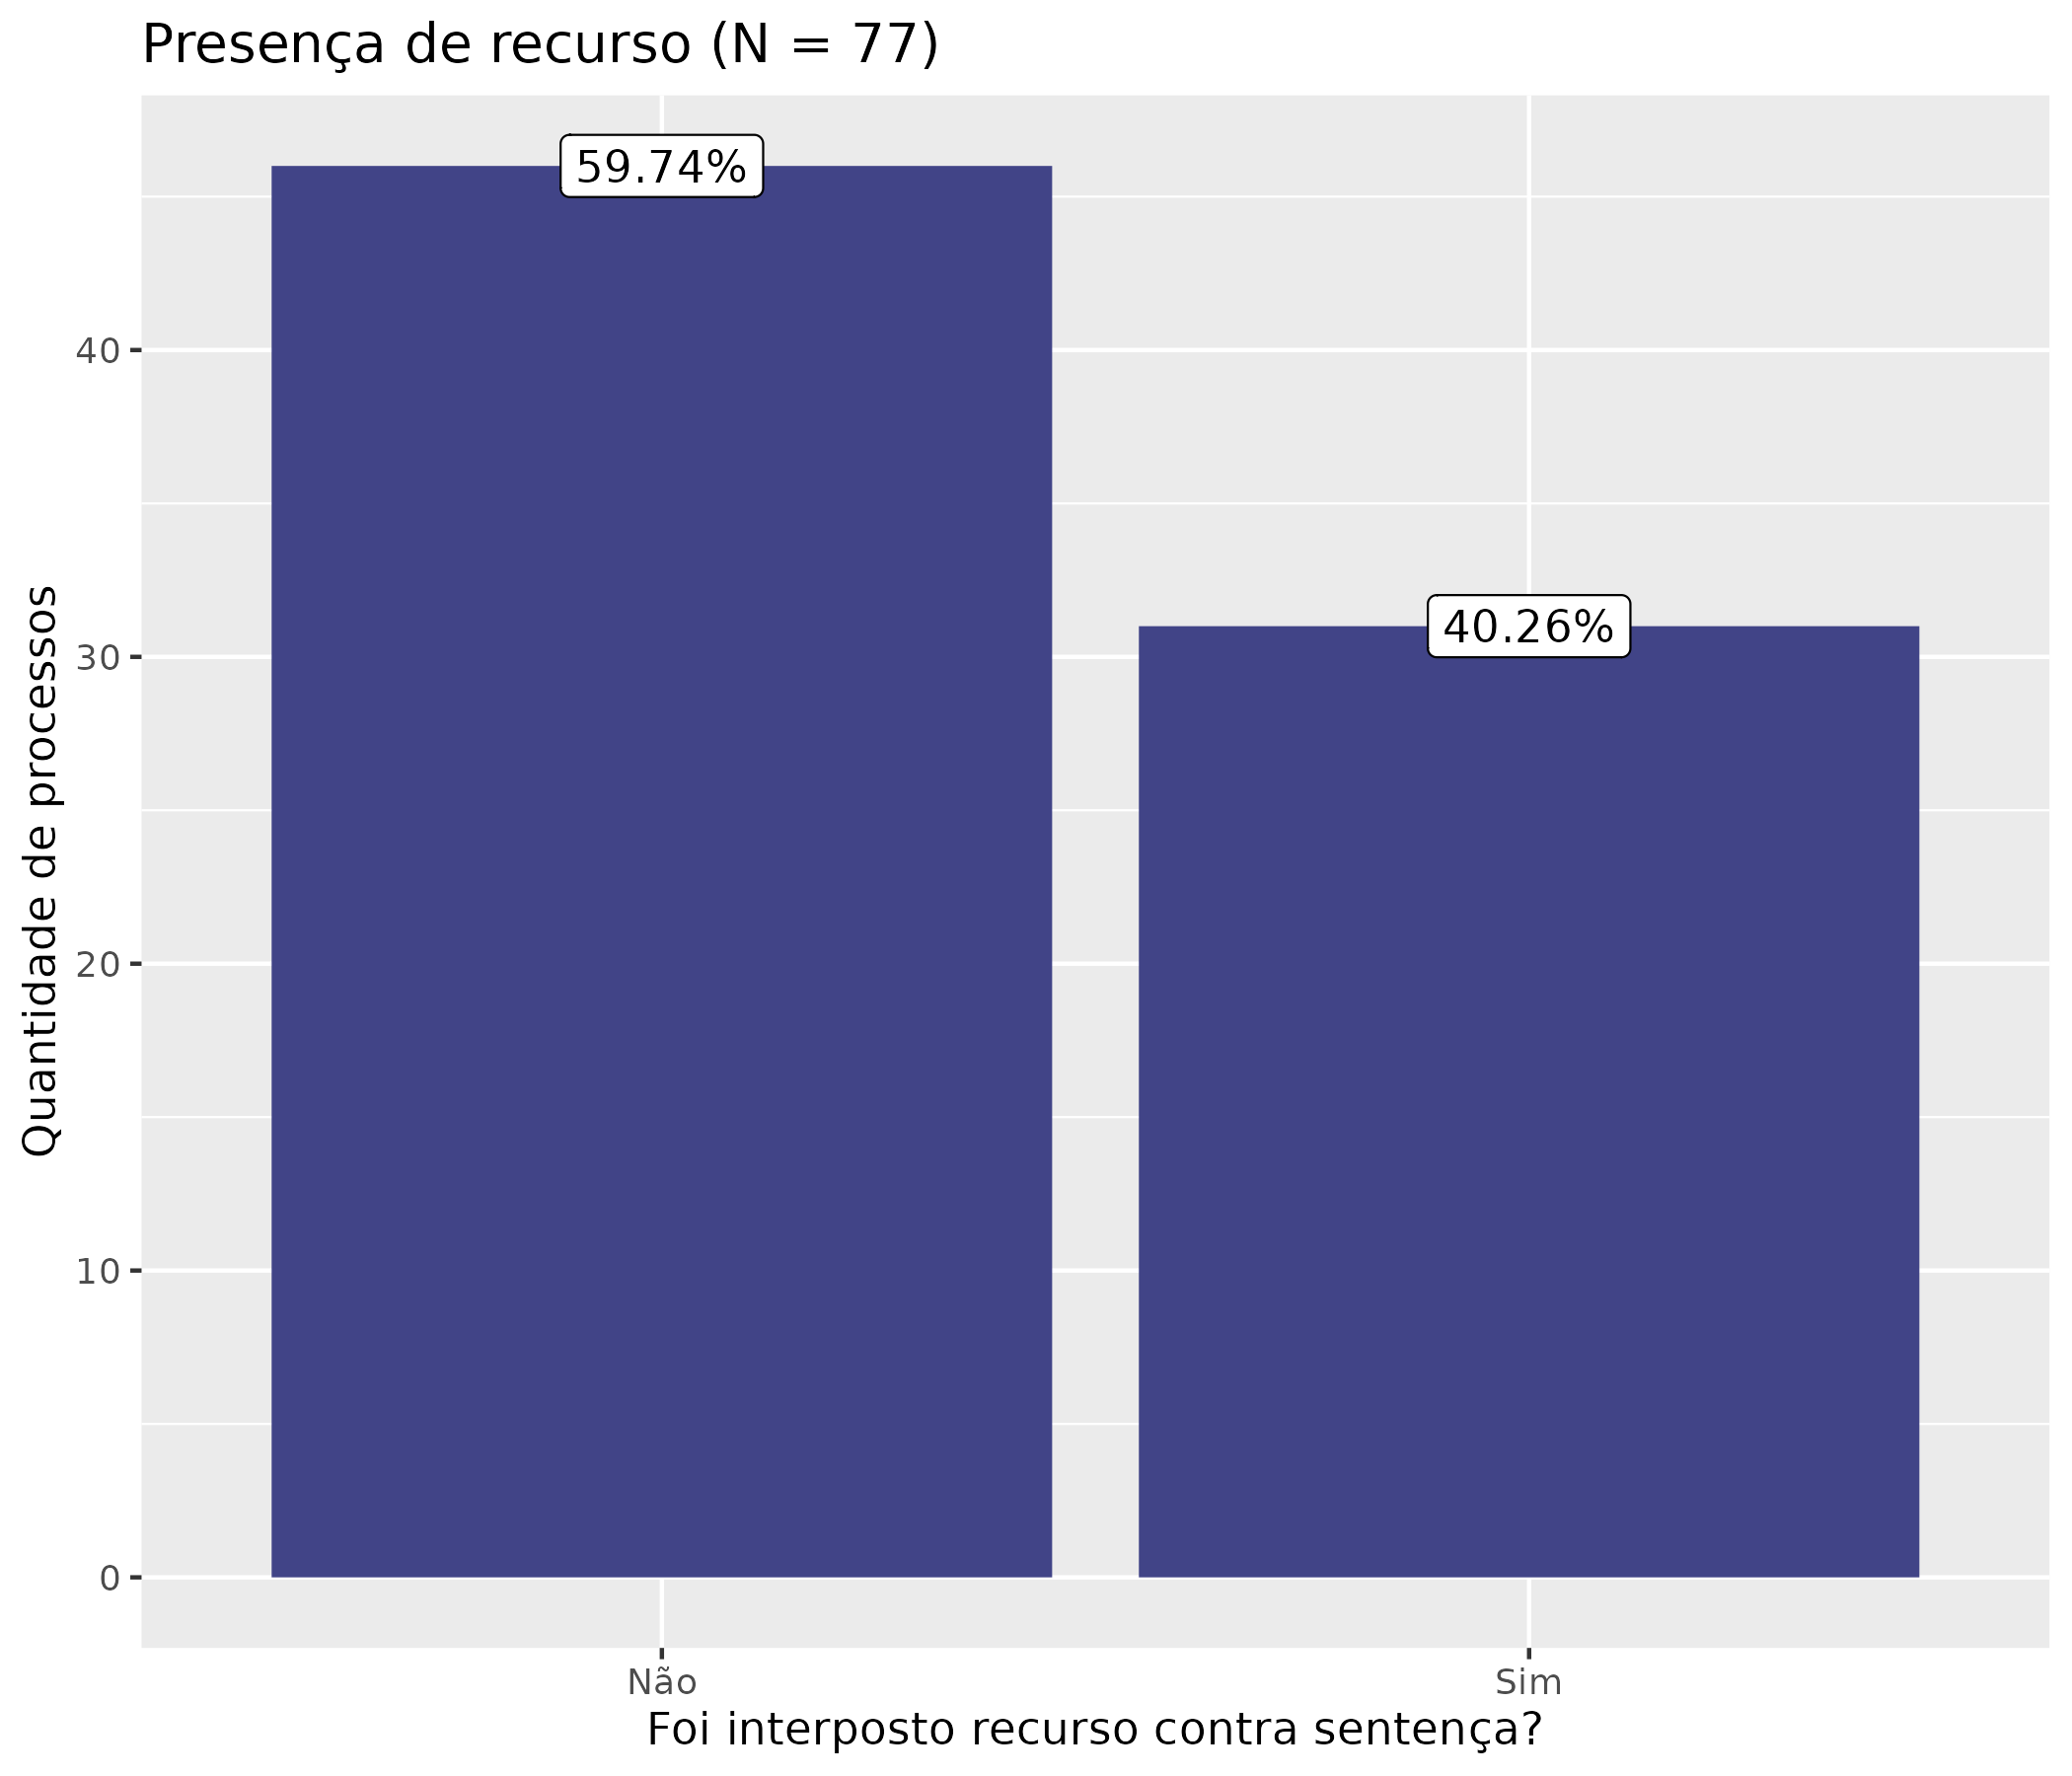 Presença de recurso (N = 77)
59.74%
40.26%
Quantidade de processos
40
30
20
10
0
Não
Sim
Foi interposto recurso contra sentença?